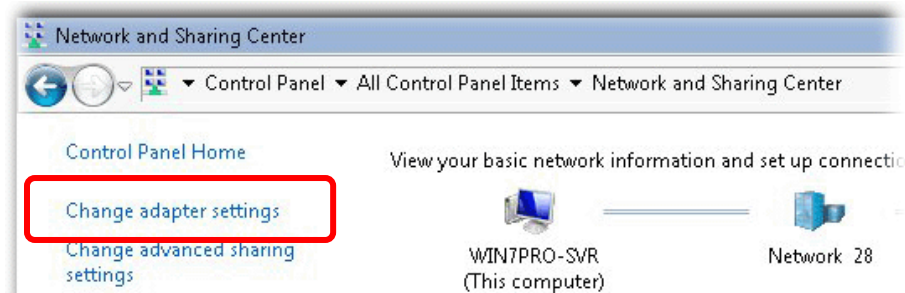 Network and Sharing Center
Control Panel All Control Panel Items Network and Sharing Center
Control Panel Home
View your basic network information and set up connectio
Change adapter settings
Change advanced sharing
settings
WIN7PRO-SVR
(This computer)
Network 28